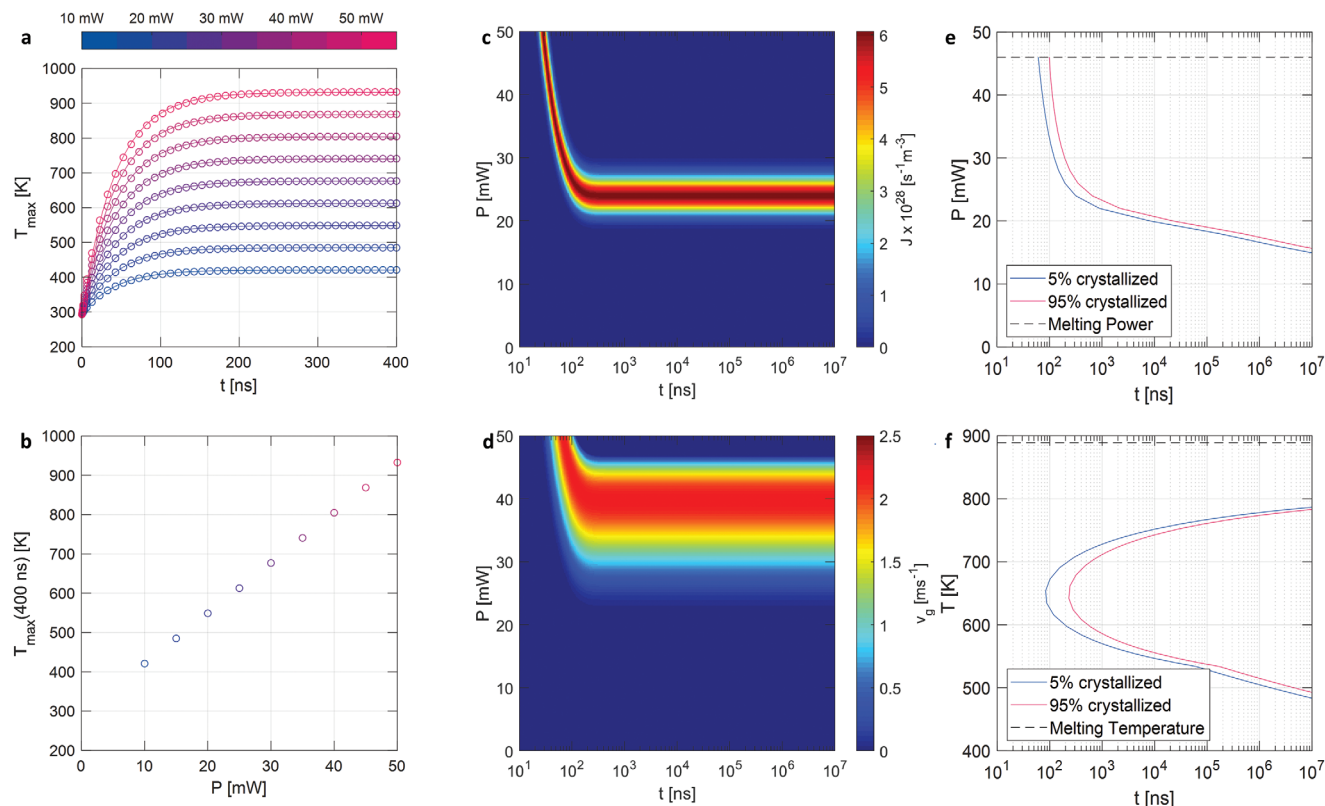 10 mW 20 mW 30 mW 40 mW 50 mW
a
1000
900
800
700
600
500
400
300
200
T_max [K]
0 100 200 300 400
t [ns]
b
1000
900
800
700
600
500
400
300
200
T_max(400 ns) [K]
0 10 20 30 40 50
P [mW]
c
50
40
30
20
10
0
P [mW]
10^1 10^2 10^3 10^4 10^5 10^6 10^7
t [ns]
6
5
4
3
2
1
0
J x 10^28 [s^-1m^-3]
d
50
40
30
20
10
0
P [mW]
10^1 10^2 10^3 10^4 10^5 10^6 10^7
t [ns]
2.5
2
1.5
1
0.5
0
v_g [ms^-1]
e
50
40
30
20
10
0
P [mW]
5% crystallized
95% crystallized
Melting Power
10^1 10^2 10^3 10^4 10^5 10^6 10^7
t [ns]
f
900
800
700
600
500
400
T [K]
5% crystallized
95% crystallized
Melting Temperature
10^1 10^2 10^3 10^4 10^5 10^6 10^7
t [ns]